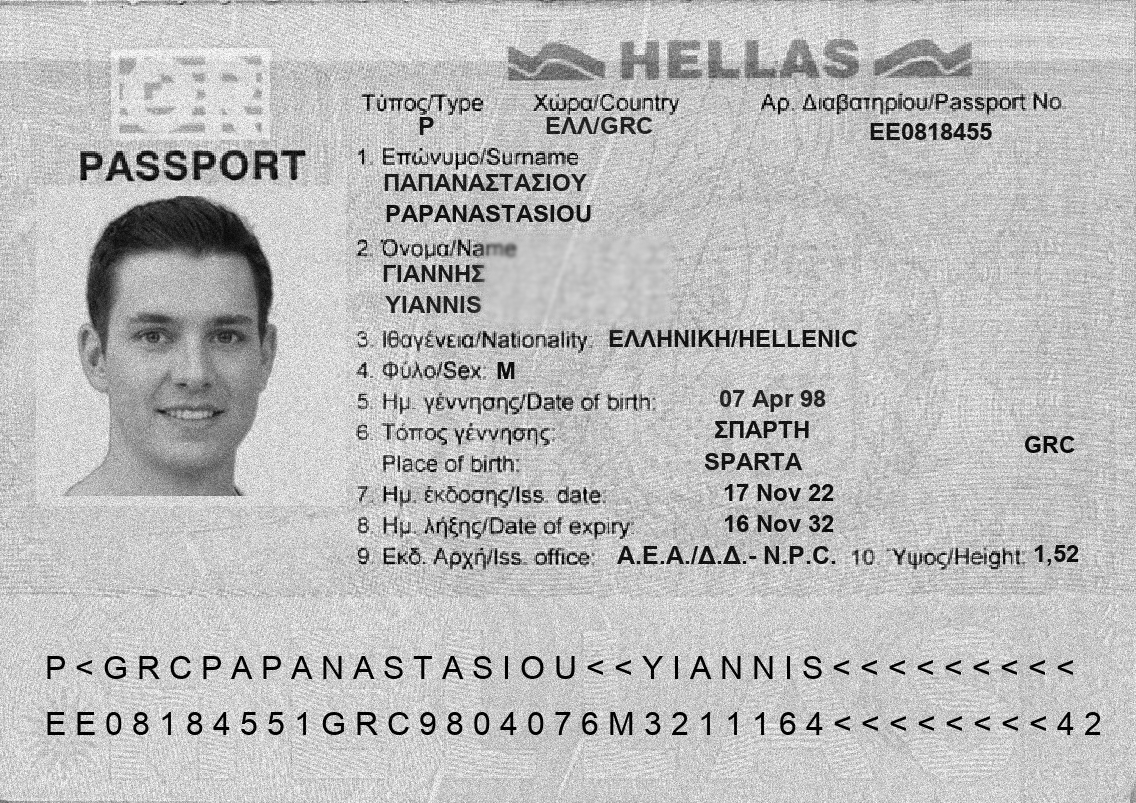 HELLAS
GR
PASSPORT
Τύπος/Type Χώρα/Country Αρ. Διαβατηρίου/Passport No.
P ΕΛΛ/GRC EE0818455
1. Επώνυμο/Surname
ΠΑΠΑΝΑΣΤΑΣΙΟΥ
PAPANASTASIOU
2. Όνομα/Name
ΓΙΑΝΝΗΣ
YIANNIS
3. Ιθαγένεια/Nationality: ΕΛΛΗΝΙΚΗ/HELLENIC
4. Φύλο/Sex: M
5. Ημ. γέννησης/Date of birth: 07 Apr 98
6. Τόπος γέννησης: ΣΠΑΡΤΗ
Place of birth: SPARTA GRC
7. Ημ. έκδοσης/Iss. date: 17 Nov 22
8. Ημ. λήξης/Date of expiry: 16 Nov 32
9 Εκδ. Αρχή/Iss. office: Α.Ε.Α./Δ.Δ.- N.P.C. 10. Ύψος/Height: 1,52
P<GRCPAPANASTASIOU<<YIANNIS<<<<<<<<<
EE08184551GRC9804076M3211164<<<<<<<<42